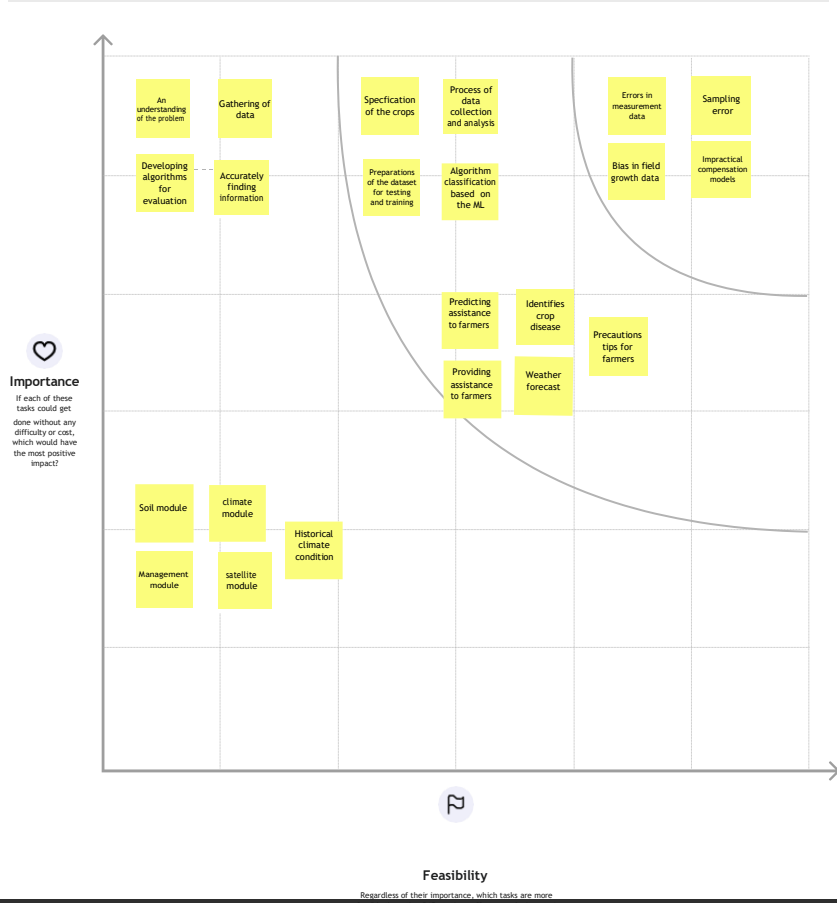 An
understanding
of the problem
Gathering of
data
Developing
algorithms
for
evaluation
Accurately
finding
information
Specfication
of the crops
Process of
data
collection
and analysis
Preparations
of the dataset
for testing
and training
Algorithm
classification
based on
the ML
Errors in
measurement
data
Sampling
error
Bias in field
growth data
Impractical
compensation
models
Predicting
assistance
to farmers
Identifies
crop
disease
Precautions
tips for
farmers
Providing
assistance
to farmers
Weather
forecast
Importance
If each of these
tasks could get
done without any
difficulty or cost,
which would have
the most positive
impact?
Soil module
climate
module
Historical
climate
condition
Management
module
satellite
module
Feasibility
Regardless of their importance, which tasks are more